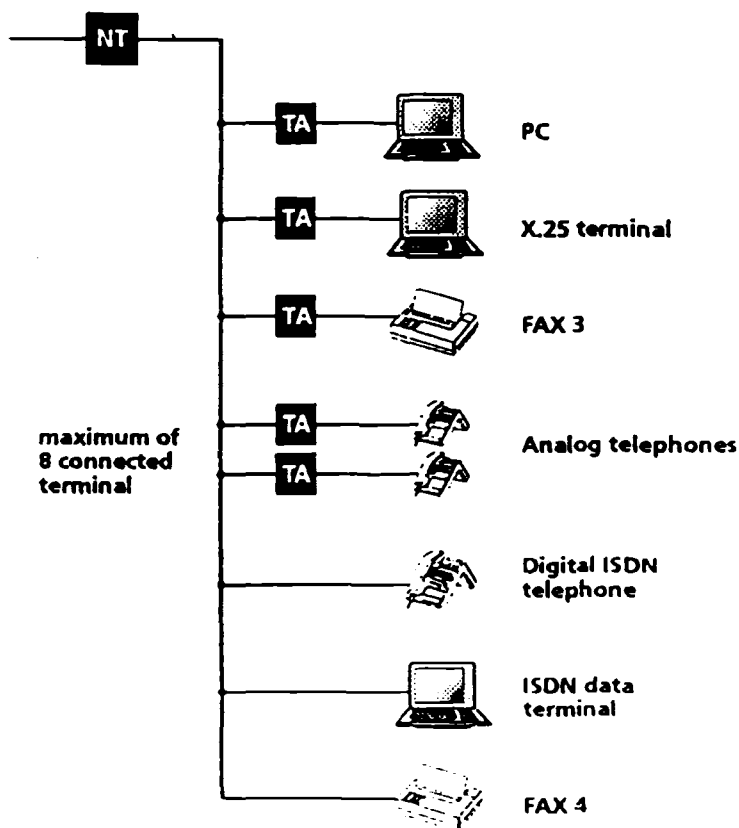 NT
TA
PC
TA
X.25 terminal
TA
FAX 3
maximum of
8 connected
terminal
TA
TA
Analog telephones
Digital ISDN
telephone
ISDN data
terminal
FAX 4